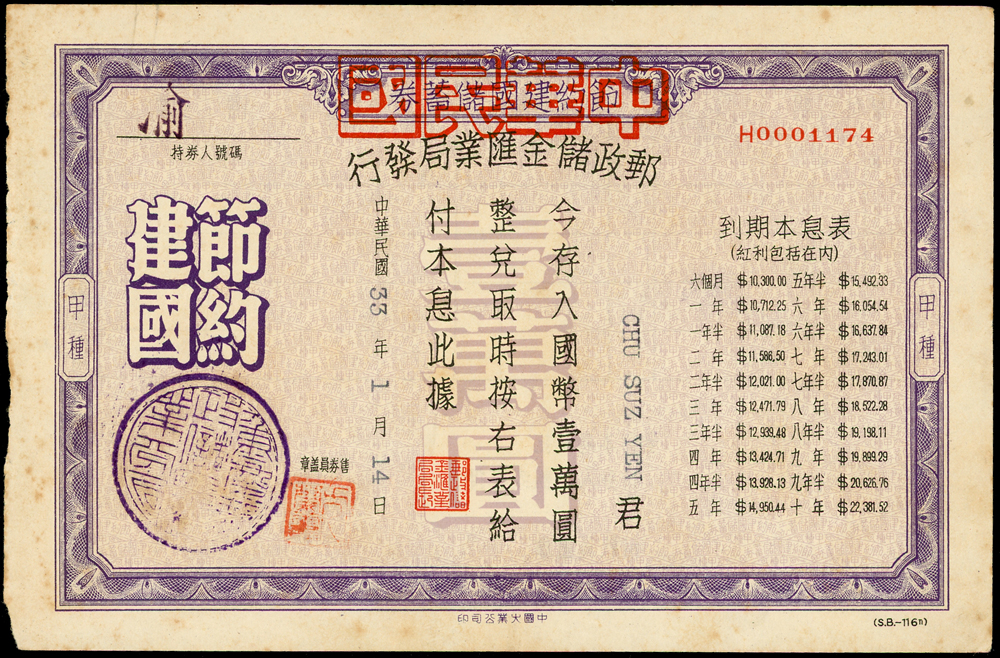 中華民國
節約建國儲蓄券
郵政儲金匯業局發行
H0001174
俞
持券人號碼
節約
建國
甲種
甲種
到期本息表
(紅利包括在內)
六個月 $10,300.00 五年半 $15,492.33
一年 $10,712.25 六年 $16,054.54
一年半 $11,087.18 六年半 $16,637.84
二年 $11,586.50 七年 $17,243.01
二年半 $12,021.00 七年半 $17,870.87
三年 $12,471.79 八年 $18,522.28
三年半 $12,939.48 八年半 $19,198.11
四年 $13,424.71 九年 $19,899.29
四年半 $13,928.13 九年半 $20,626.76
五年 $14,950.44 十年 $22,381.52
CHU SUZ YEN 君
今存入國幣壹萬圓
整兌取時按右表給
付本息此據
中華民國 33 年 1 月 14 日
壹萬圓
售券員蓋章
中國大業公司印
(S.B.-116n)